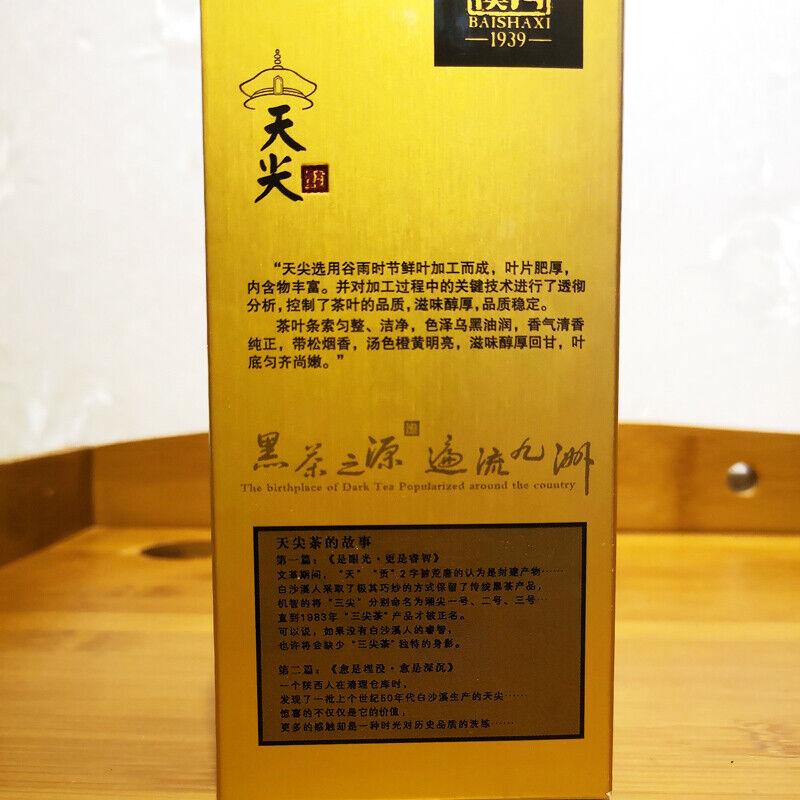 BAISHAXI
1939
天尖
“天尖选用谷雨时节鲜叶加工而成，叶片肥厚，
内含物丰富。并对加工过程中的关键技术进行了透彻
分析，控制了茶叶的品质，滋味醇厚，品质稳定。
茶叶条索匀整、洁净，色泽乌黑油润，香气清香
纯正，带松烟香，汤色橙黄明亮，滋味醇厚回甘，叶
底匀齐尚嫩。”
黑茶之源 遍流九洲
The birthplace of Dark Tea Popularized around the country
天尖茶的故事
第一篇：《是眼光·更是睿智》
文革期间，“天”“贡”2字被荒唐的认为是封建产物……
白沙溪人采取了极其巧妙的方式保留了传统黑茶产品，
机智的将“三尖”分别命名为湘尖一号、二号、三号…
直到1983年“三尖茶”产品才被正名。
可以说，如果没有白沙溪人的睿智，
也许将会缺少“三尖茶”独特的身影。
第二篇：《愈是埋没·愈是深沉》
一个陕西人在清理仓库时，
发现了一批上个世纪50年代白沙溪生产的天尖……
惊喜的不仅仅是它的价值，
更多的感触却是一种时光对历史品质的洗练……